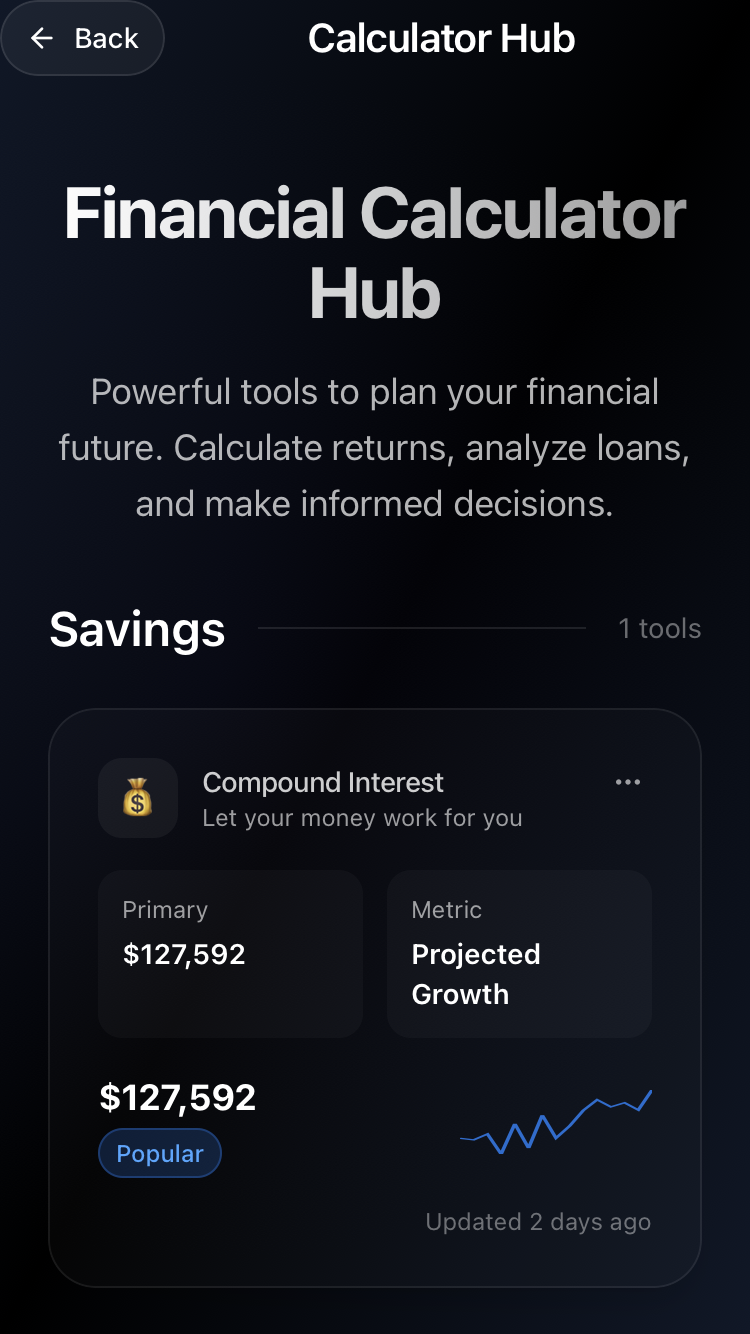 Back
Calculator Hub
Financial Calculator
Hub
Powerful tools to plan your financial
future. Calculate returns, analyze loans,
and make informed decisions.
Savings
1 tools
Compound Interest
Let your money work for you
Primary
$127,592
Metric
Projected
Growth
$127,592
Popular
Updated 2 days ago